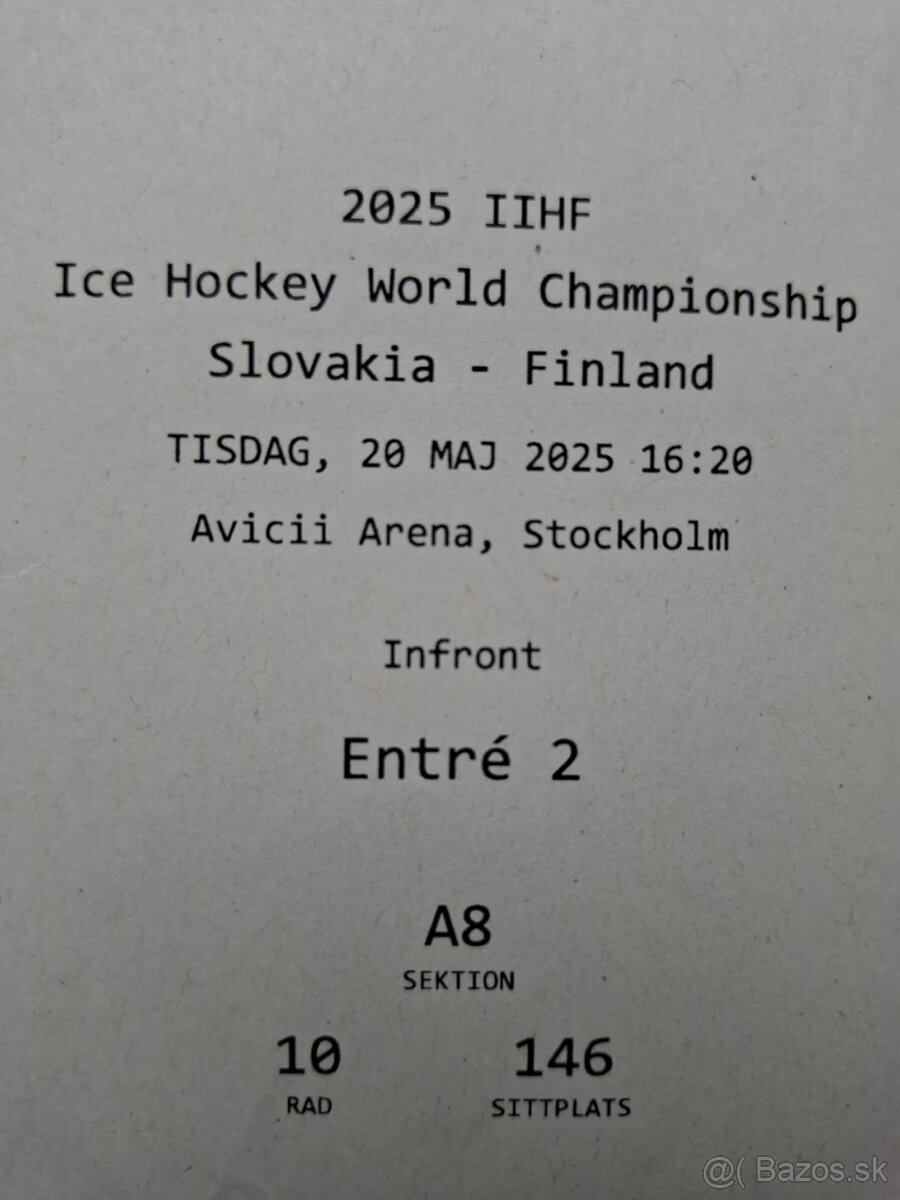 2025 IIHF
Ice Hockey World Championship
Slovakia - Finland
TISDAG, 20 MAJ 2025 16:20
Avicii Arena, Stockholm
Infront
Entré 2
A8
SEKTION
10 146
RAD SITTPLATS
@( Bazos.sk